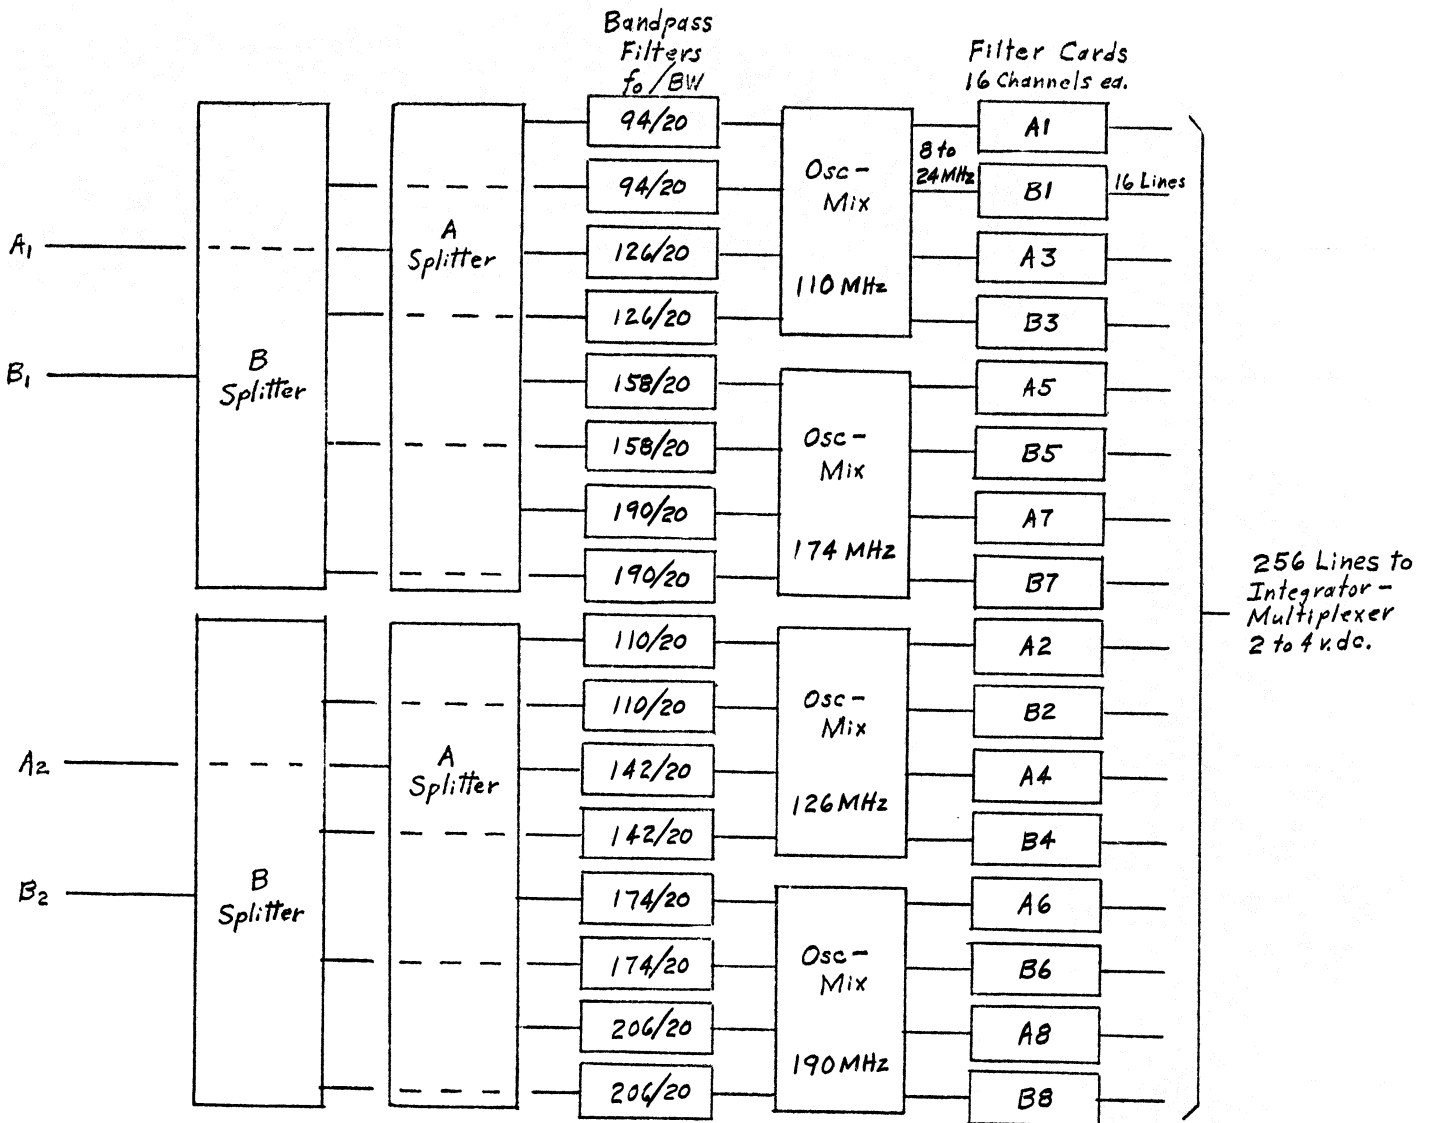 Bandpass
Filters
fo/BW
Filter Cards
16 Channels ea.
A1
B1
B
Splitter
A
Splitter
94/20
94/20
126/20
126/20
158/20
158/20
190/20
190/20
Osc-
Mix
110 MHz
Osc-
Mix
174 MHz
8 to
24 MHz
A1
B1
A3
B3
A5
B5
A7
B7
16 Lines
A2
B2
B
Splitter
A
Splitter
110/20
110/20
142/20
142/20
174/20
174/20
206/20
206/20
Osc-
Mix
126 MHz
Osc-
Mix
190 MHz
A2
B2
A4
B4
A6
B6
A8
B8
256 Lines to
Integrator-
Multiplexer
2 to 4 v.dc.